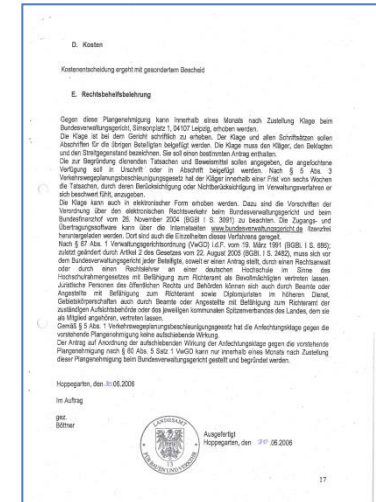 D. Kosten
Kostenentscheidung ergeht mit gesondertem Bescheid
E. Rechtsbehelfsbelehrung
Gegen diese Plangenehmigung kann innerhalb eines Monats nach Zustellung Klage beim
Bundesverwaltungsgericht, Simsonplatz 1, 04107 Leipzig, erhoben werden.
Die Klage ist bei dem Gericht schriftlich zu erheben. Der Klage und allen Schriftsätzen sollen
Abschriften für die übrigen Beteiligten beigefügt werden. Die Klage muss den Kläger, den Beklagten
und den Streitgegenstand bezeichnen. Sie soll einen bestimmten Antrag enthalten.
Die zur Begründung dienenden Tatsachen und Beweismittel sollen angegeben, die angefochtene
Verfügung soll in Urschrift oder in Abschrift beigefügt werden. Nach § 5 Abs. 3
Verkehrswegeplanungsbeschleunigungsgesetz hat der Kläger innerhalb einer Frist von sechs Wochen
die Tatsachen, durch deren Berücksichtigung oder Nichtberücksichtigung im Verwaltungsverfahren er
sich beschwert fühlt, anzugeben.
Die Klage kann auch in elektronischer Form erhoben werden. Dazu sind die Vorschriften der
Verordnung über den elektronischen Rechtsverkehr beim Bundesverwaltungsgericht und beim
Bundesfinanzhof vom 26. November 2004 (BGBl I S. 3091) zu beachten. Die Zugangs- und
Übertragungssoftware kann über die Internetseiten www.bundesverwaltungsgericht.de lizenzfrei
heruntergeladen werden. Dort sind auch die Einzelheiten dieses Verfahrens geregelt.
Nach § 67 Abs. 1 Verwaltungsgerichtsordnung (VwGO) i.d.F. vom 19. März 1991 (BGBl. I S. 686);
zuletzt geändert durch Artikel 2 des Gesetzes vom 22. August 2005 (BGBl. I S. 2482), muss sich vor
dem Bundesverwaltungsgericht jeder Beteiligte, soweit er einen Antrag stellt, durch einen Rechtsanwalt
oder durch einen Rechtslehrer an einer deutschen Hochschule im Sinne des
Hochschulrahmengesetzes mit Befähigung zum Richteramt als Bevollmächtigten vertreten lassen.
Juristische Personen des öffentlichen Rechts und Behörden können sich auch durch Beamte oder
Angestellte mit Befähigung zum Richteramt sowie Diplomjuristen im höheren Dienst,
Gebietskörperschaften auch durch Beamte oder Angestellte mit Befähigung zum Richteramt der
zuständigen Aufsichtsbehörde oder des jeweiligen kommunalen Spitzenverbandes des Landes, dem sie
als Mitglied angehören, vertreten lassen.
Gemäß § 5 Abs. 1 Verkehrswegeplanungsbeschleunigungsgesetz hat die Anfechtungsklage gegen die
vorstehende Plangenehmigung keine aufschiebende Wirkung.
Der Antrag auf Anordnung der aufschiebenden Wirkung der Anfechtungsklage gegen die vorstehende
Plangenehmigung nach § 80 Abs. 5 Satz 1 VwGO kann nur innerhalb eines Monats nach Zustellung
dieser Plangenehmigung beim Bundesverwaltungsgericht gestellt und begründet werden.
Hoppegarten, den 30.06.2006
Im Auftrag
gez.
Böttner
LANDESAMT
FÜR BAUEN UND VERKEHR
13
Ausgefertigt
Hoppegarten, den 30.06.2006
17